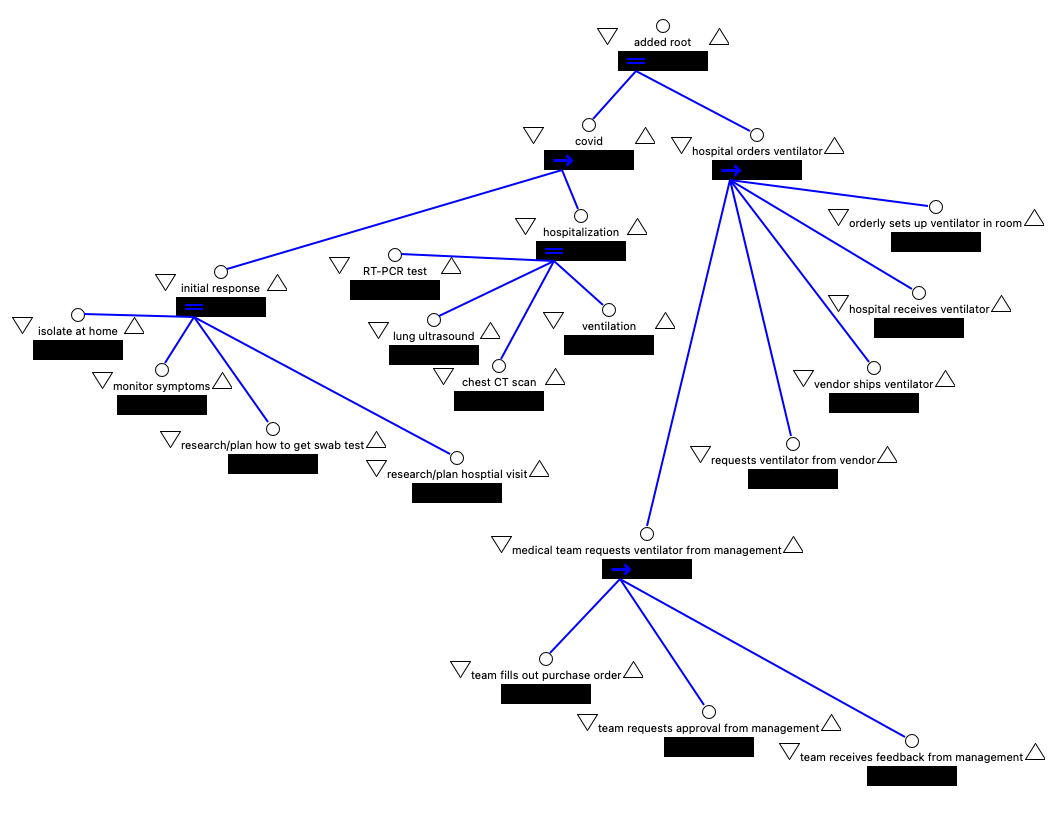 added root
covid
hospital orders ventilator
orderly sets up ventilator in room
hospitalization
RT-PCR test
initial response
hospital receives ventilator
isolate at home
lung ultrasound
ventilation
monitor symptoms
chest CT scan
vendor ships ventilator
research/plan how to get swab test
requests ventilator from vendor
research/plan hosptial visit
medical team requests ventilator from management
team fills out purchase order
team requests approval from management
team receives feedback from management